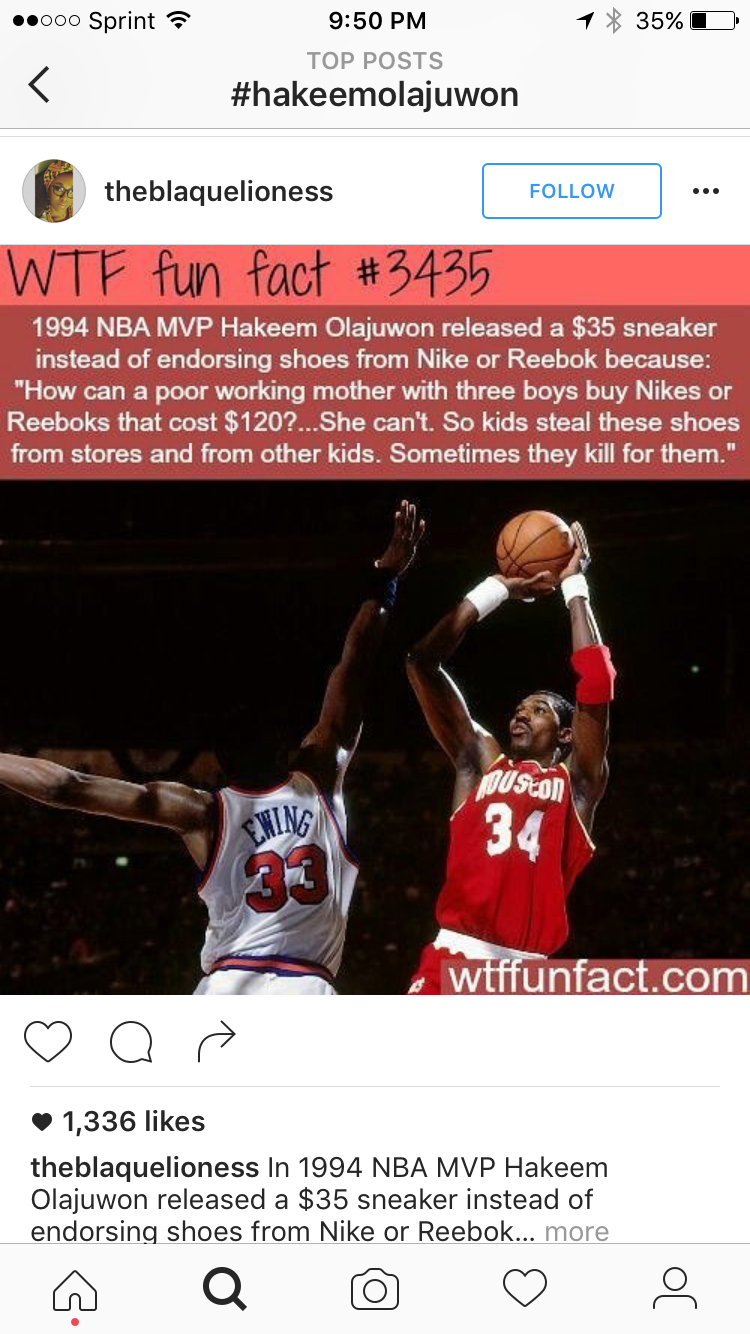 Sprint
9:50 PM
35%
TOP POSTS
#hakeemolajuwon
theblaquelioness
FOLLOW
WTF fun fact #3435
1994 NBA MVP Hakeem Olajuwon released a $35 sneaker
instead of endorsing shoes from Nike or Reebok because:
"How can a poor working mother with three boys buy Nikes or
Reeboks that cost $120?...She can't. So kids steal these shoes
from stores and from other kids. Sometimes they kill for them."
EWING
33
HOUSTON
34
wtffunfact.com
1,336 likes
theblaquelioness In 1994 NBA MVP Hakeem
Olajuwon released a $35 sneaker instead of
endorsing shoes from Nike or Reebok... more